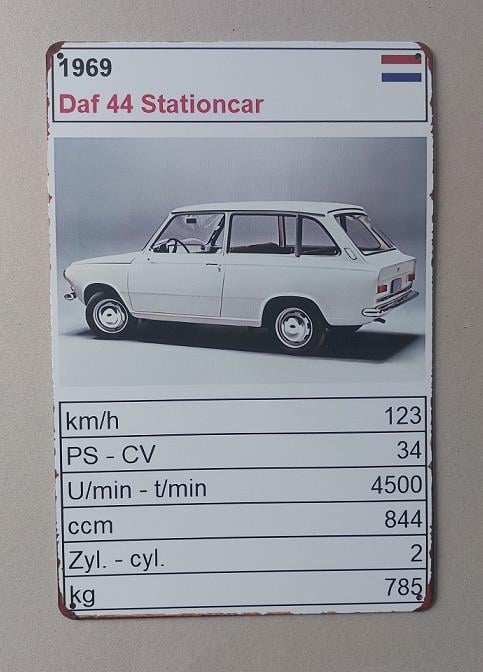 1969
Daf 44 Stationcar
km/h 123
PS - CV 34
U/min - t/min 4500
ccm 844
Zyl. - cyl. 2
kg 785